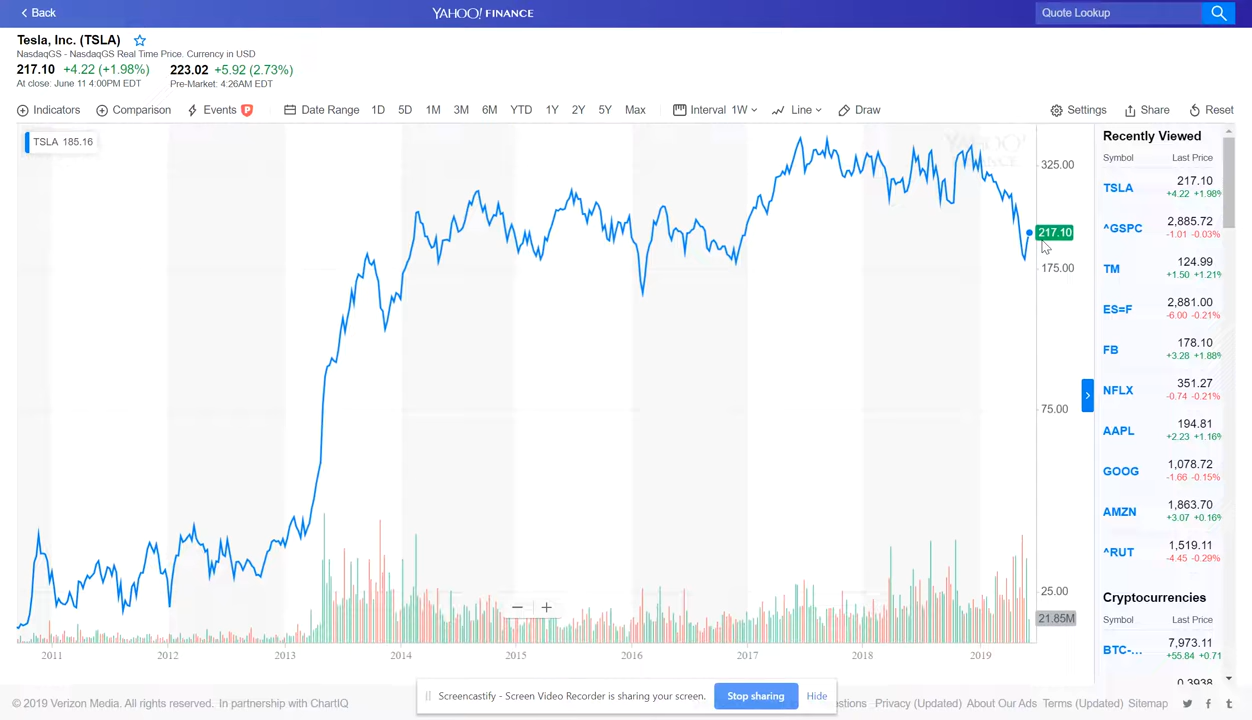 Back
YAHOO! FINANCE
Quote Lookup
Tesla, Inc. (TSLA)
NasdaqGS - NasdaqGS Real Time Price. Currency in USD
217.10 +4.22 (+1.98%) 223.02 +5.92 (2.73%)
At close: June 11 4:00PM EDT Pre-Market: 4:26AM EDT
Indicators Comparison Events P Date Range 1D 5D 1M 3M 6M YTD 1Y 2Y 5Y Max Interval 1W Line Draw Settings Share Reset
TSLA 185.16
YAHOO!
FINANCE
325.00
217.10
175.00
75.00
25.00
21.85M
2011 2012 2013 2014 2015 2016 2017 2018 2019
Recently Viewed
Symbol Last Price
TSLA 217.10
+4.22 +1.98%
^GSPC 2,885.72
-1.01 -0.03%
TM 124.99
+1.50 +1.21%
ES=F 2,881.00
-6.00 -0.21%
FB 178.10
+3.28 +1.88%
NFLX 351.27
-0.74 -0.21%
AAPL 194.81
+2.23 +1.16%
GOOG 1,078.72
-1.66 -0.15%
AMZN 1,863.70
+3.07 +0.16%
^RUT 1,519.11
-4.45 -0.29%
Cryptocurrencies
Symbol Last Price
BTC-... 7,973.11
+55.84 +0.71
0.3938
Screencastify - Screen Video Recorder is sharing your screen. Stop sharing Hide
© 2019 Verizon Media. All rights reserved. In partnership with ChartIQ
estions Privacy (Updated) About Our Ads Terms (Updated) Sitemap